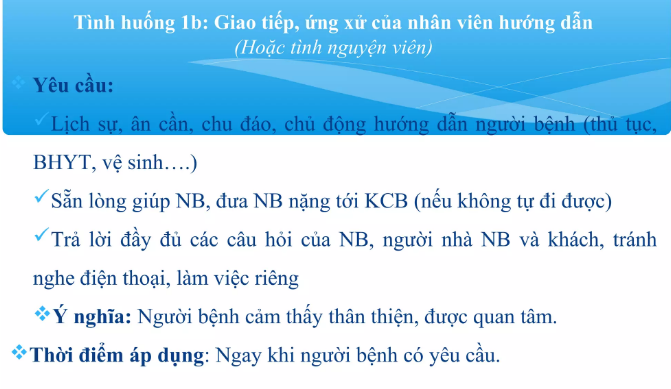 Tình huống 1b: Giao tiếp, ứng xử của nhân viên hướng dẫn
(Hoặc tình nguyện viên)
Yêu cầu:
Lịch sự, ân cần, chu đáo, chủ động hướng dẫn người bệnh (thủ tục,
BHYT, vệ sinh….)
Sẵn lòng giúp NB, đưa NB nặng tới KCB (nếu không tự đi được)
Trả lời đầy đủ các câu hỏi của NB, người nhà NB và khách, tránh
nghe điện thoại, làm việc riêng
Ý nghĩa: Người bệnh cảm thấy thân thiện, được quan tâm.
Thời điểm áp dụng: Ngay khi người bệnh có yêu cầu.